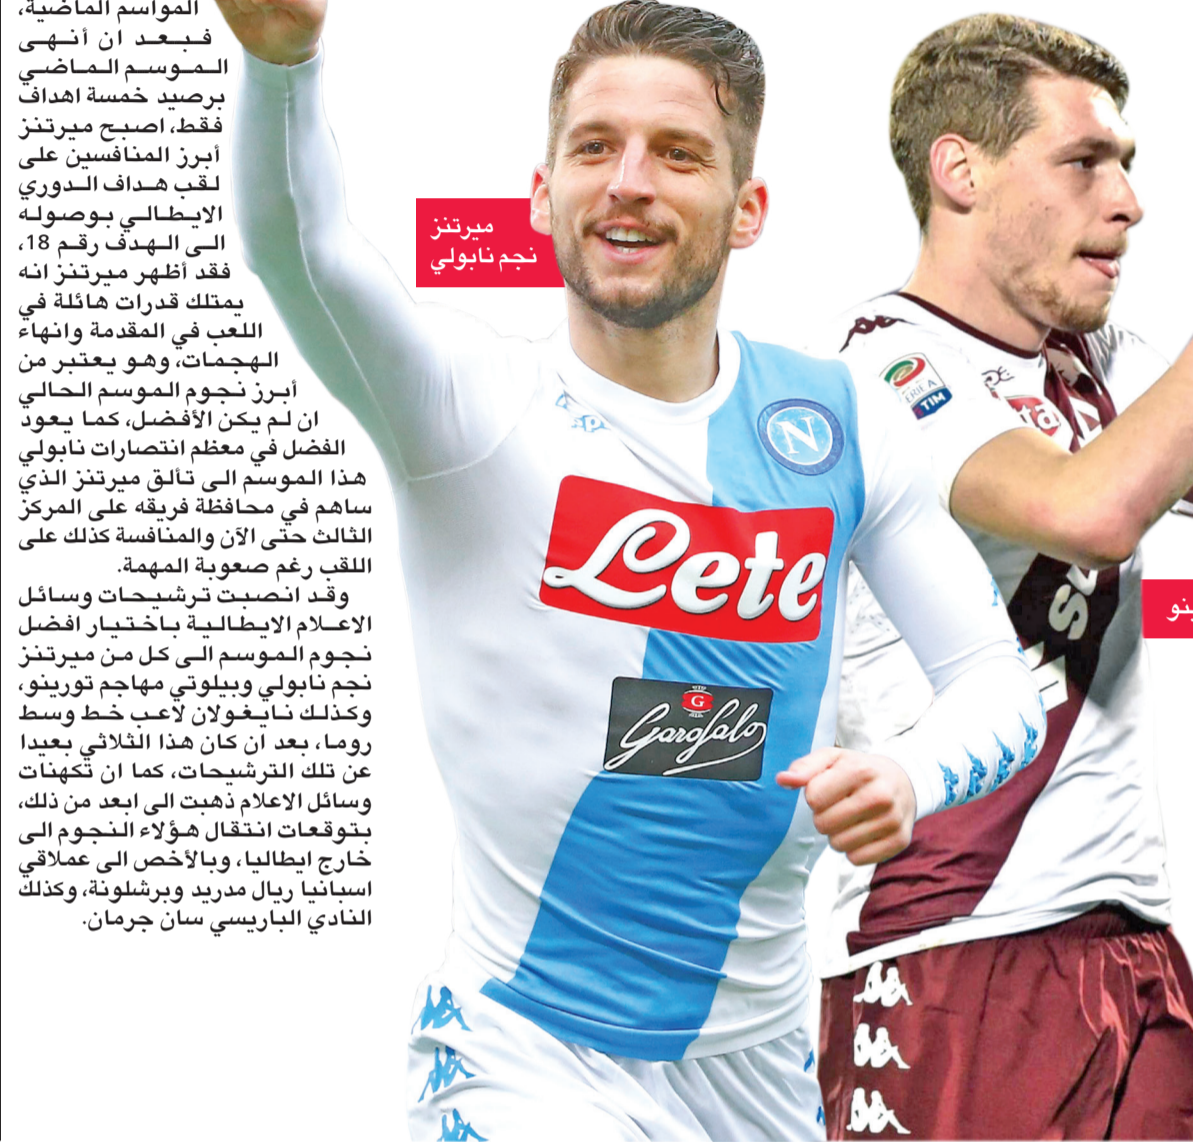 المواسم الماضية،
فبعد ان أنهى
الموسم الماضي
برصيد خمسة اهداف
فقط، اصبح ميرتنز
أبرز المنافسين على
لقب هداف الدوري
الايطالي بوصوله
الى الهدف رقم 18،
فقد أظهر ميرتنز انه
يمتلك قدرات هائلة في
اللعب في المقدمة وانهاء
الهجمات، وهو يعتبر من
أبرز نجوم الموسم الحالي
ان لم يكن الأفضل، كما يعود
الفضل في معظم انتصارات نابولي
هذا الموسم الى تألق ميرتنز الذي
ساهم في محافظة فريقه على المركز
الثالث حتى الآن والمنافسة كذلك على
اللقب رغم صعوبة المهمة.
وقد انصبت ترشيحات وسائل
الاعلام الايطالية باختيار افضل
نجوم الموسم الى كل من ميرتنز
نجم نابولي وبيلوتي مهاجم تورينو،
وكذلك نايغولان لاعب خط وسط
روما، بعد ان كان هذا الثلاثي بعيدا
عن تلك الترشيحات، كما ان تكهنات
وسائل الاعلام ذهبت الى ابعد من ذلك،
بتوقعات انتقال هؤلاء النجوم الى
خارج ايطاليا، وبالأخص الى عملاقي
اسبانيا ريال مدريد وبرشلونة، وكذلك
النادي الباريسي سان جرمان.
ميرتنز
نجم نابولي
N
Lete
G
Garofalo
SERIE A
TIM